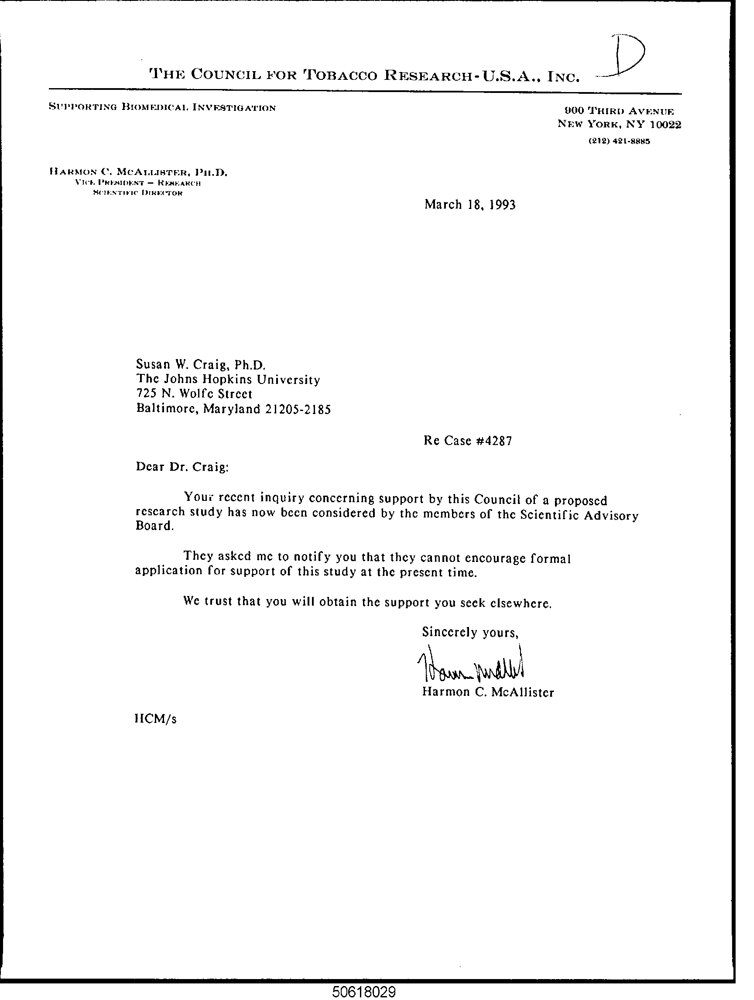 D
THE COUNCIL FOR TOBACCO RESEARCH-U.S.A., INC.
SUPPORTING BIOMEDICAL INVESTIGATION
900 THIRD AVENUE
NEW YORK, NY 10022
(212) 421-8885
HARMON C. MCALLISTER, PH.D.
VICE PRESIDENT — RESEARCH
SCIENTIFIC DIRECTOR
March 18, 1993
Susan W. Craig, Ph.D.
The Johns Hopkins University
725 N. Wolfe Street
Baltimore, Maryland 21205-2185
Re Case #4287
Dear Dr. Craig:
Your recent inquiry concerning support by this Council of a proposed
research study has now been considered by the members of the Scientific Advisory
Board.
They asked me to notify you that they cannot encourage formal
application for support of this study at the present time.
We trust that you will obtain the support you seek elsewhere.
Sincerely yours,
Harmon C. McAllister
HCM/s
50618029